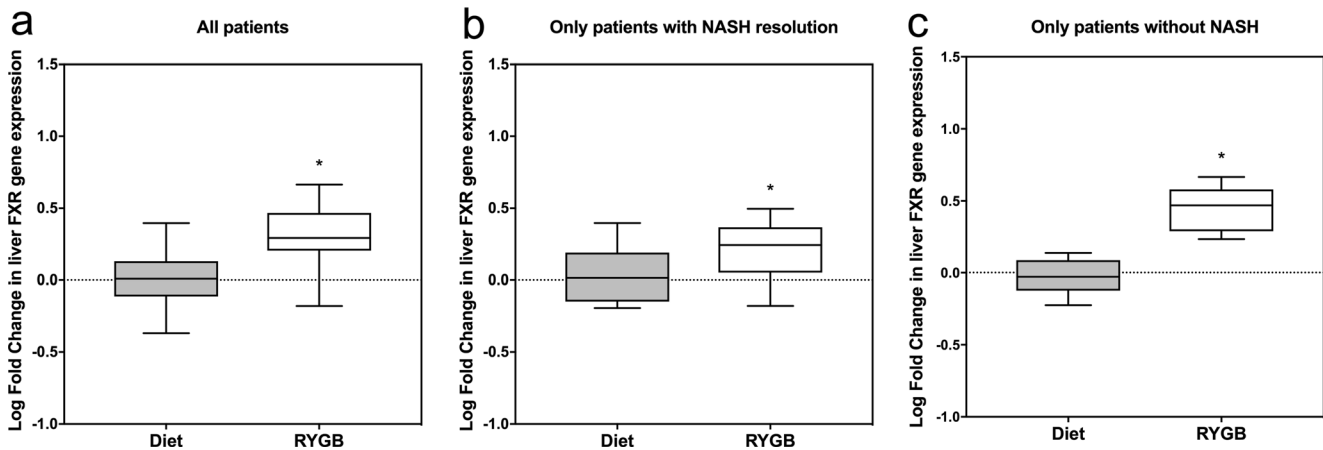 a
All patients
Log Fold Change in liver FXR gene expression
1.5
1.0
0.5
0.0
-0.5
-1.0
*
Diet
RYGB
b
Only patients with NASH resolution
Log Fold Change in liver FXR gene expression
1.5
1.0
0.5
0.0
-0.5
-1.0
*
Diet
RYGB
c
Only patients without NASH
Log Fold Change in liver FXR gene expression
1.5
1.0
0.5
0.0
-0.5
-1.0
*
Diet
RYGB